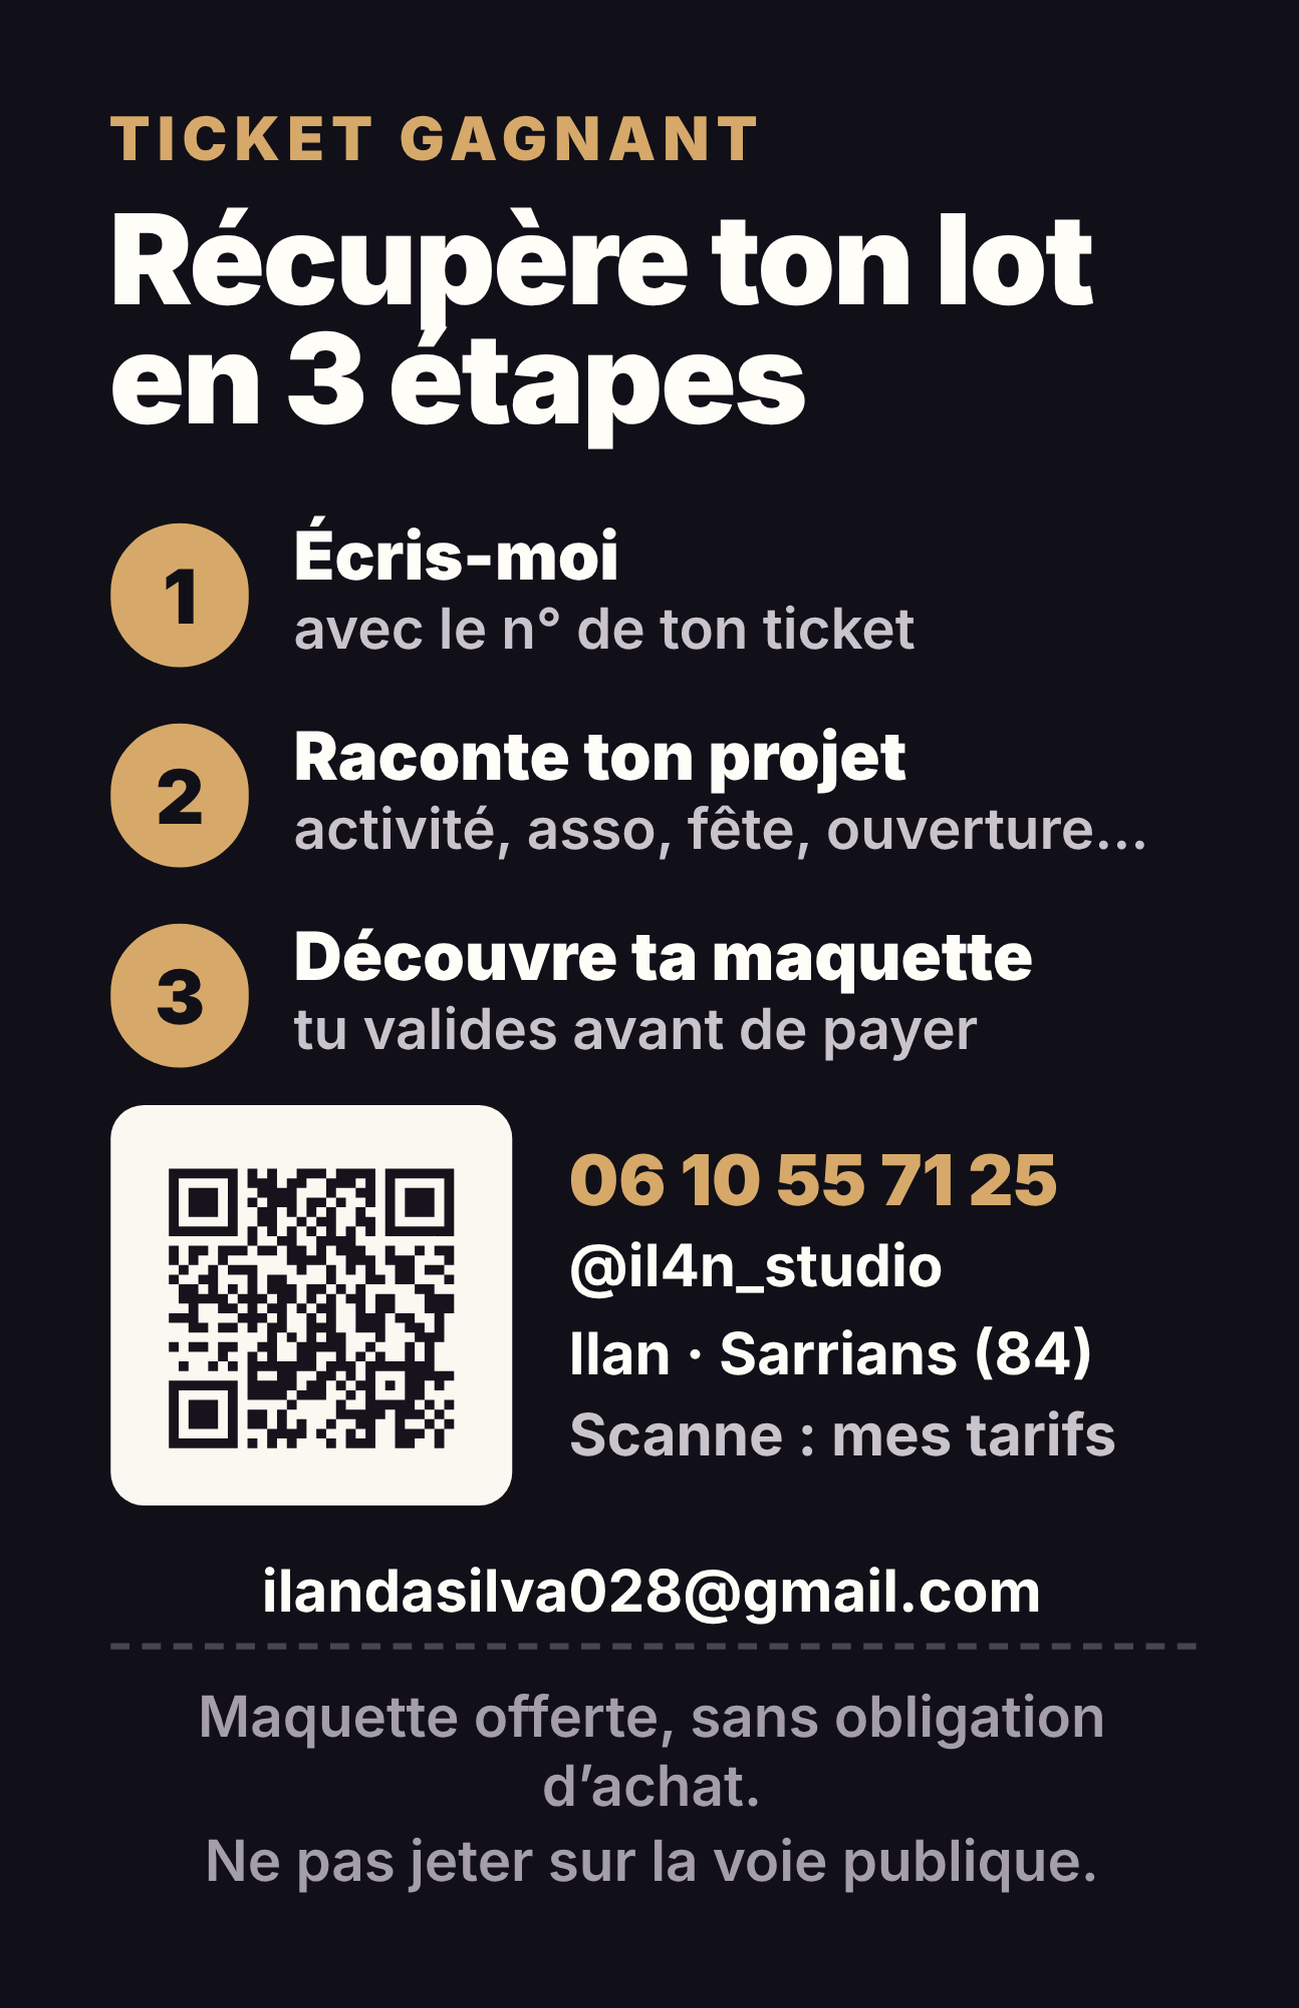 TICKET GAGNANT
Récupère ton lot
en 3 étapes
1
Écris-moi
avec le n° de ton ticket
2
Raconte ton projet
activité, asso, fête, ouverture…
3
Découvre ta maquette
tu valides avant de payer
06 10 55 71 25
@il4n_studio
Ilan · Sarrians (84)
Scanne : mes tarifs
ilandasilva028@gmail.com
Maquette offerte, sans obligation
d’achat.
Ne pas jeter sur la voie publique.